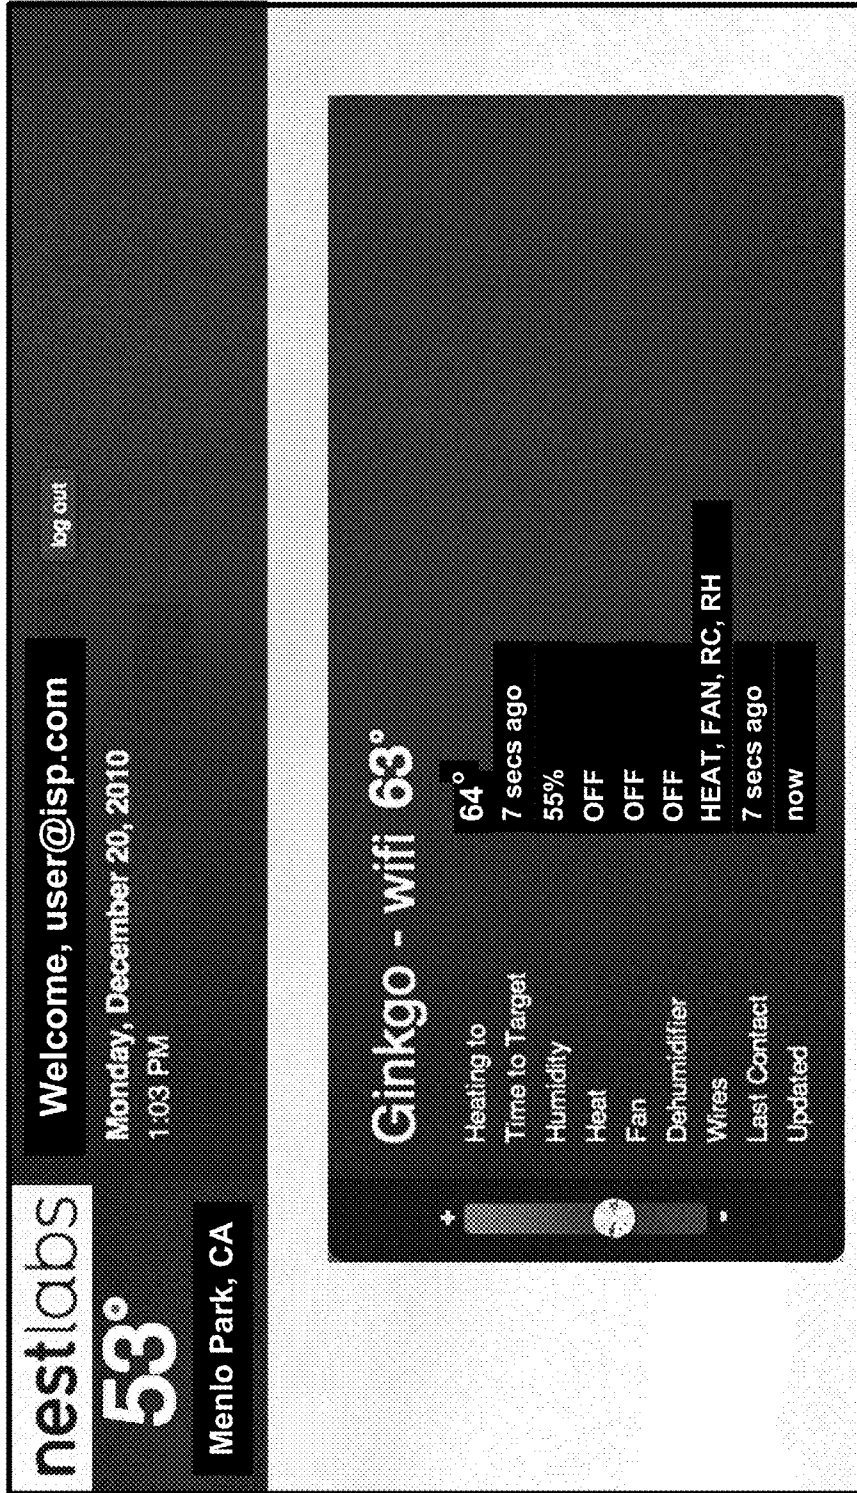 nestlabs
53°
Menlo Park, CA
Welcome, user@isp.com
log out
Monday, December 20, 2010
1:03 PM
Ginkgo - wifi 63°
+
-
Heating to 64°
Time to Target 7 secs ago
Humidity 55%
Heat OFF
Fan OFF
Dehumidifier OFF
Wires HEAT, FAN, RC, RH
Last Contact 7 secs ago
Updated now